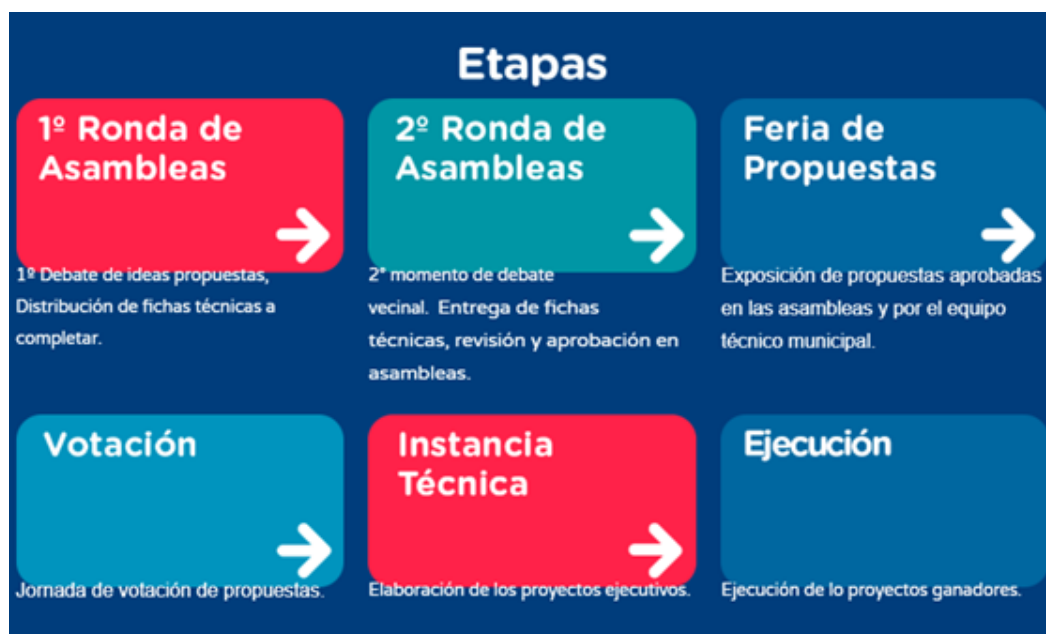 Etapas
1º Ronda de
Asambleas
1º Debate de ideas propuestas,
Distribución de fichas técnicas a
completar.
2º Ronda de
Asambleas
2° momento de debate
vecinal. Entrega de fichas
técnicas, revisión y aprobación en
asambleas.
Feria de
Propuestas
Exposición de propuestas aprobadas
en las asambleas y por el equipo
técnico municipal.
Votación
Jornada de votación de propuestas.
Instancia
Técnica
Elaboración de los proyectos ejecutivos.
Ejecución
Ejecución de lo proyectos ganadores.